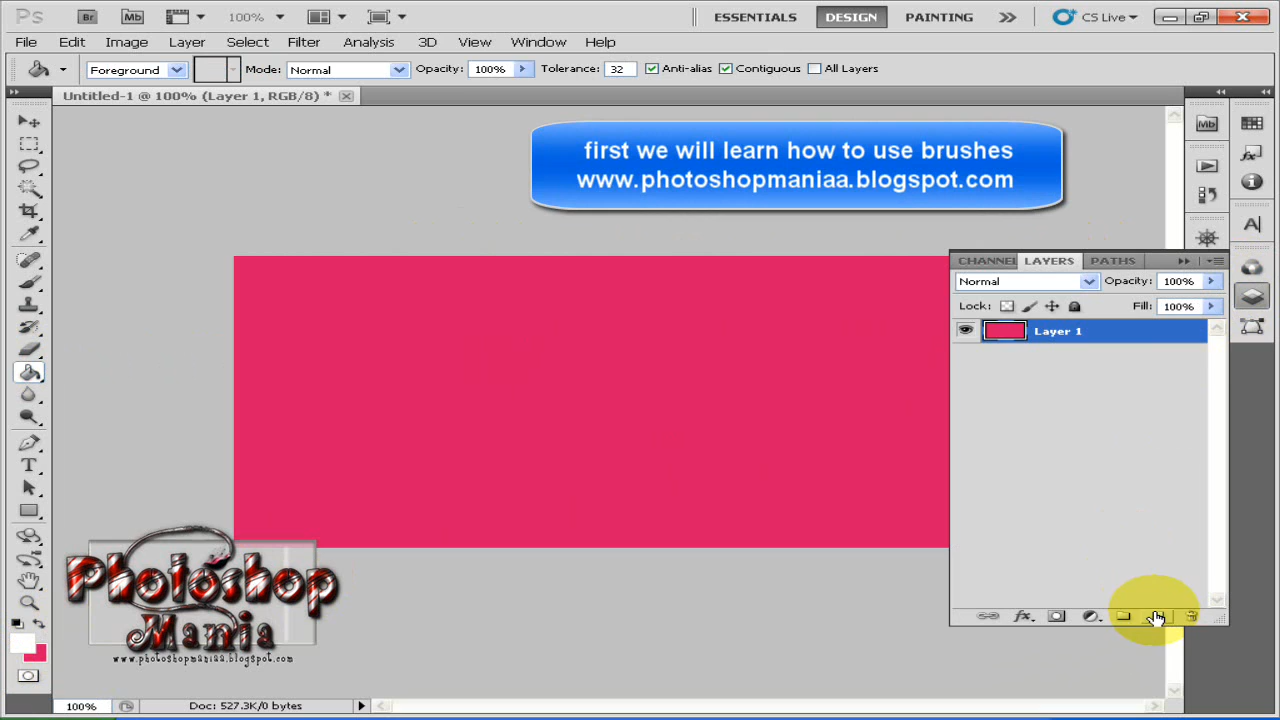 Ps Br Mb 100% ESSENTIALS DESIGN PAINTING CS Live
File Edit Image Layer Select Filter Analysis 3D View Window Help
Foreground Mode: Normal Opacity: 100% Tolerance: 32 Anti-alias Contiguous All Layers
Untitled-1 @ 100% (Layer 1, RGB/8) *
first we will learn how to use brushes
www.photoshopmaniaa.blogspot.com
Mb
CHANNEL LAYERS PATHS
Normal Opacity: 100%
Lock: Fill: 100%
Layer 1
fx
Photoshop
Mania
www.photoshopmaniaa.blogspot.com
100% Doc: 527.3K/0 bytes